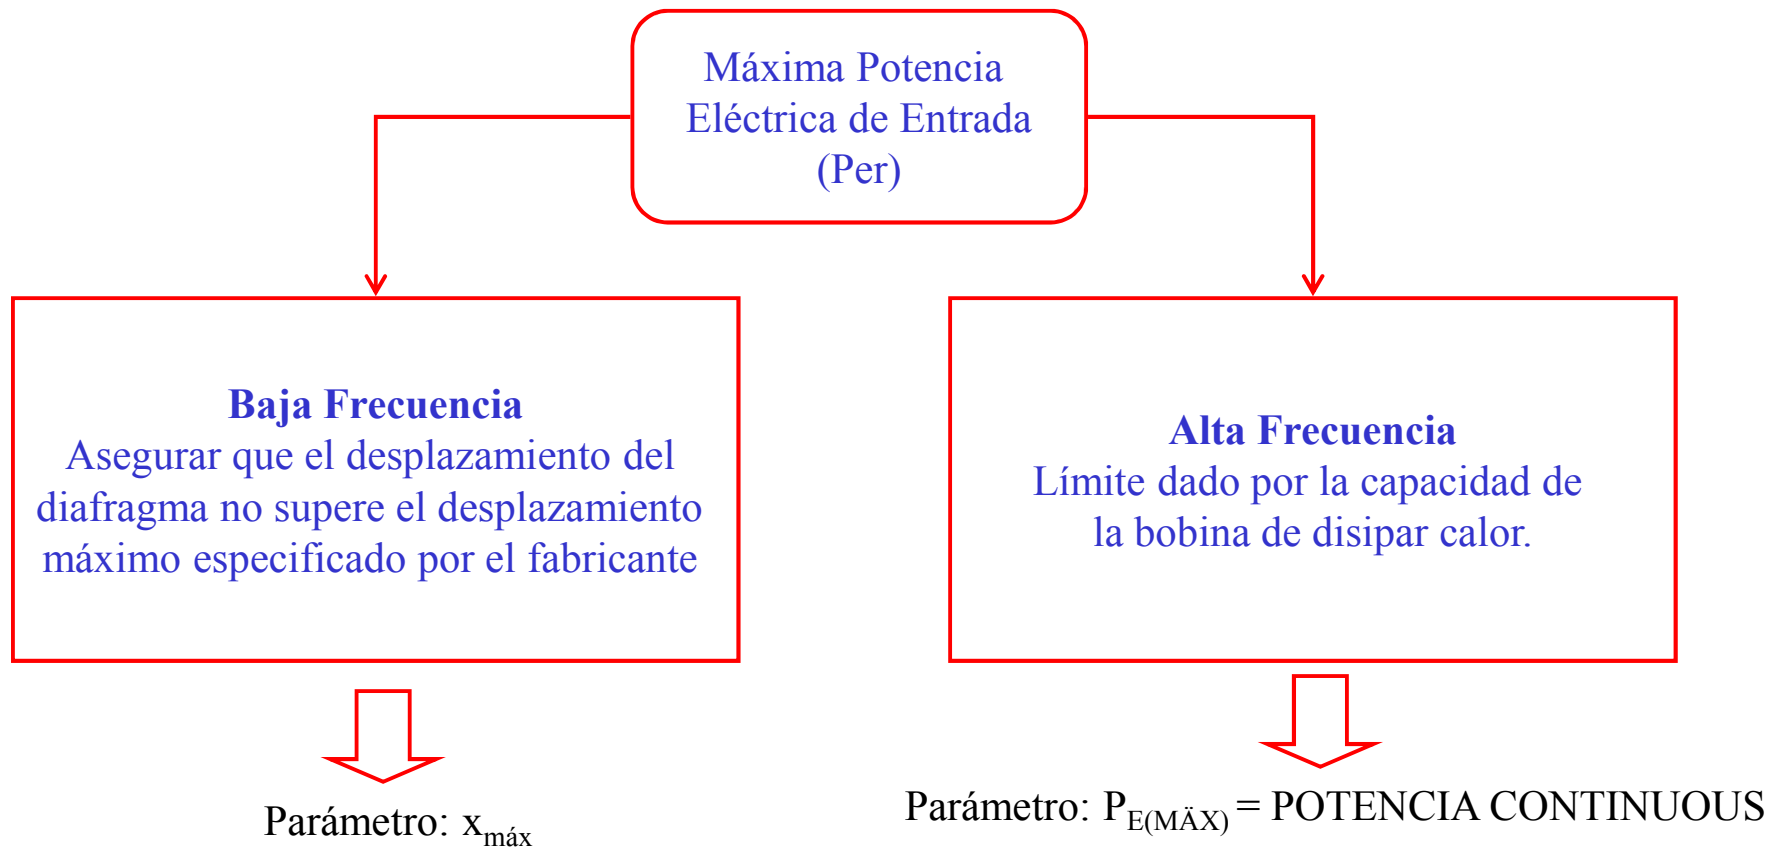 Máxima Potencia
Eléctrica de Entrada
(Per)
Baja Frecuencia
Asegurar que el desplazamiento del
diafragma no supere el desplazamiento
máximo especificado por el fabricante
Alta Frecuencia
Límite dado por la capacidad de
la bobina de disipar calor.
Parámetro: xmáx
Parámetro: PE(MÄX) = POTENCIA CONTINUOUS